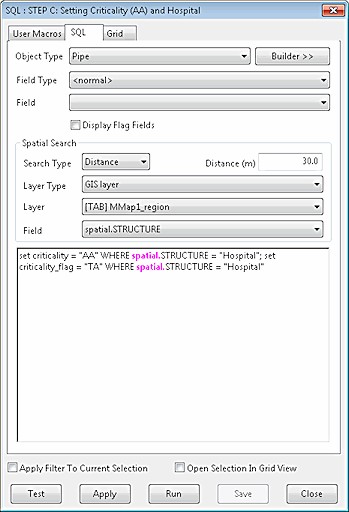 SQL : STEP C: Setting Criticality (AA) and Hospital
User Macros SQL Grid
Object Type Pipe Builder >>
Field Type <normal>
Field
Display Flag Fields
Spatial Search
Search Type Distance Distance (m) 30.0
Layer Type GIS layer
Layer [TAB] MMap1_region
Field spatial.STRUCTURE
set criticality = "AA" WHERE spatial.STRUCTURE = "Hospital"; set
criticality_flag = "TA" WHERE spatial.STRUCTURE = "Hospital"
Apply Filter To Current Selection Open Selection In Grid View
Test Apply Run Save Close